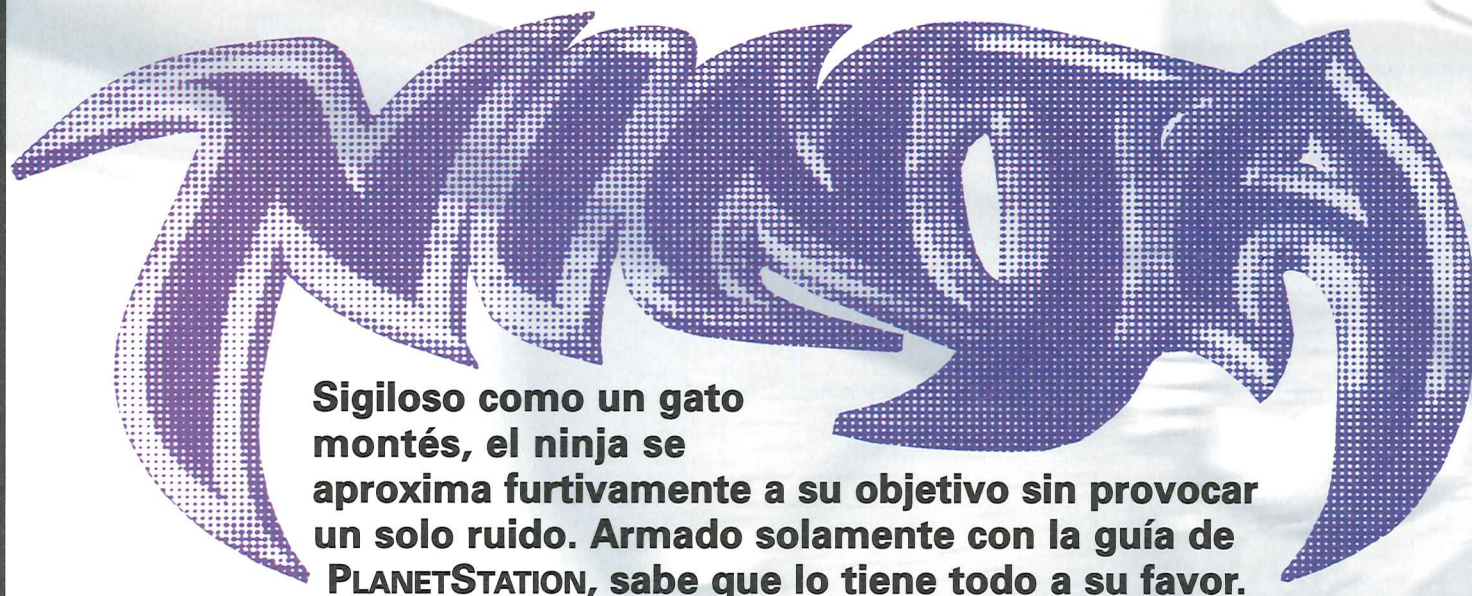 NINJA
Sigiloso como un gato
montés, el ninja se
aproxima furtivamente a su objetivo sin provocar
un solo ruido. Armado solamente con la guía de
PLANETSTATION, sabe que lo tiene todo a su favor.